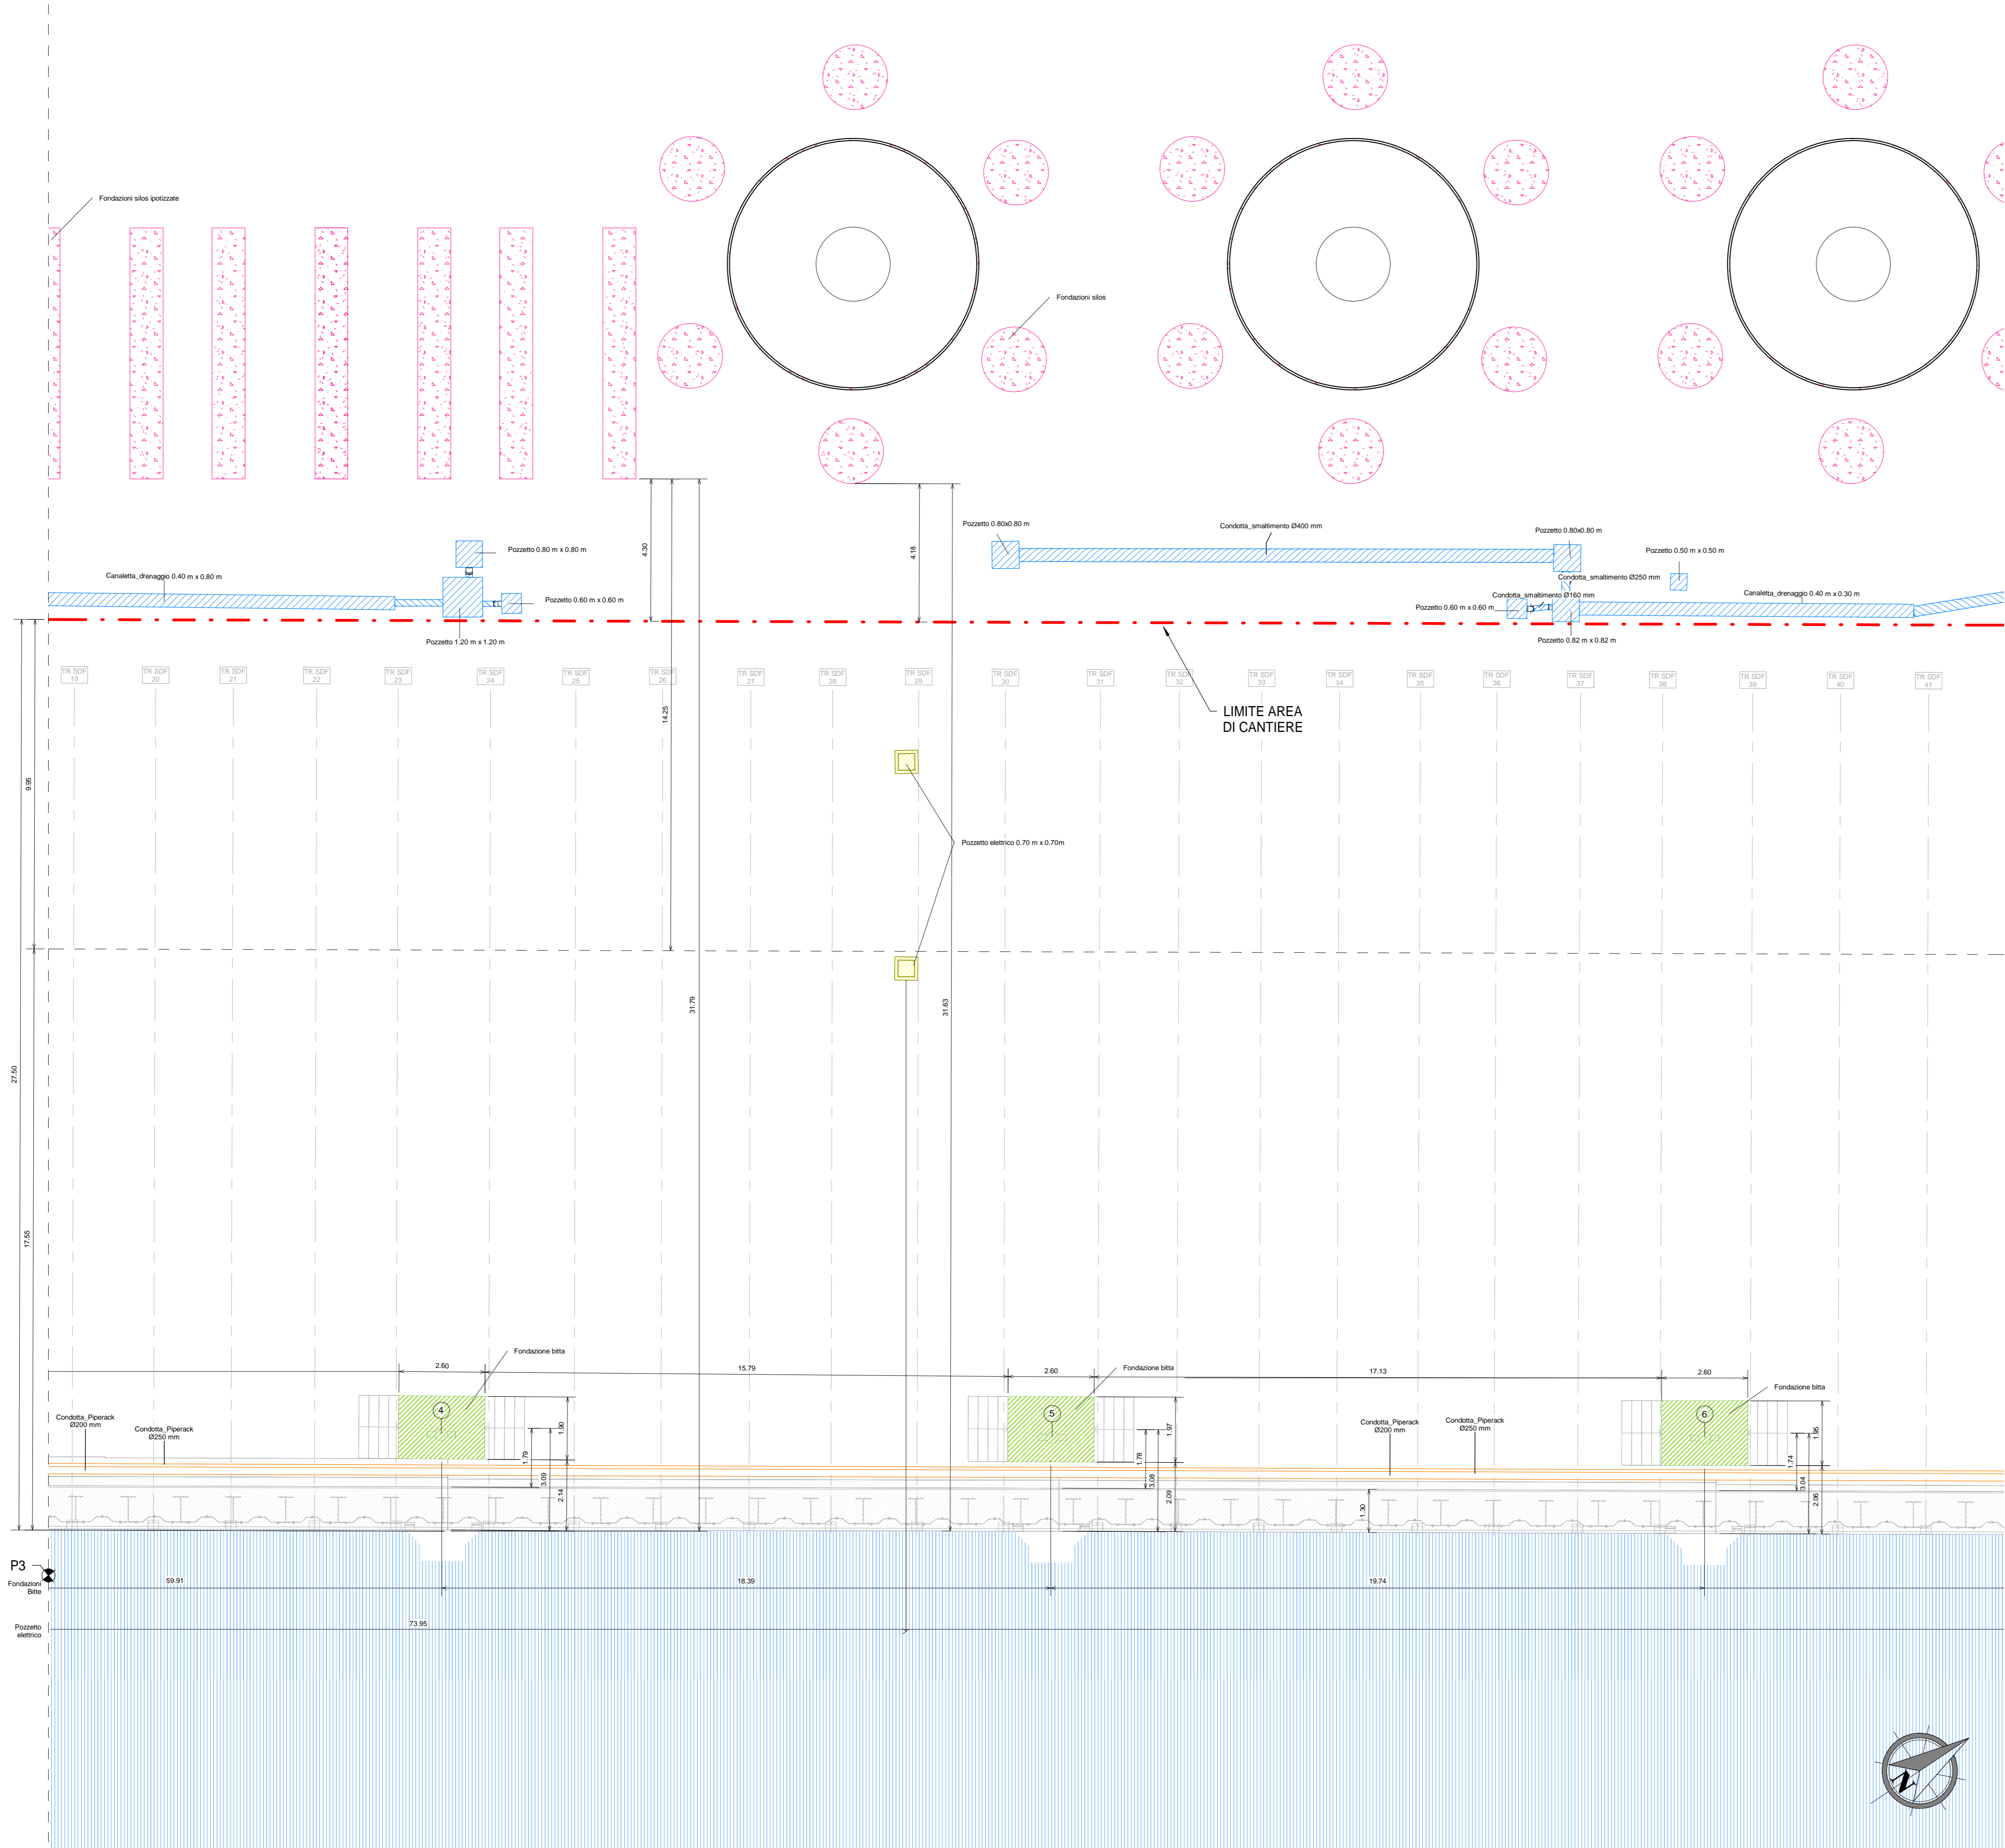 Fondazioni silos ipotizzate
Fondazioni silos
Pozzetto 0.80 m x 0.80 m
4.30
4.18
Pozzetto 0.80x0.80 m
Condotta_smaltimento Ø400 mm
Pozzetto 0.80x0.80 m
Pozzetto 0.50 m x 0.50 m
Canaletta_drenaggio 0.40 m x 0.80 m
Condotta_smaltimento Ø250 mm
Pozzetto 0.60 m x 0.60 m
Condotta_smaltimento Ø160 mm
Canaletta_drenaggio 0.40 m x 0.30 m
Pozzetto 0.60 m x 0.60 m
Pozzetto 1.20 m x 1.20 m
Pozzetto 0.82 m x 0.82 m
TR SDF
19
TR SDF
20
TR SDF
21
TR SDF
22
TR SDF
23
TR SDF
24
TR SDF
25
TR SDF
26
TR SDF
27
TR SDF
28
TR SDF
29
TR SDF
30
TR SDF
31
TR SDF
32
TR SDF
33
TR SDF
34
TR SDF
35
TR SDF
36
TR SDF
37
TR SDF
38
TR SDF
39
TR SDF
40
TR SDF
41
14.25
LIMITE AREA
DI CANTIERE
9.95
Pozzetto elettrico 0.70 m x 0.70m
31.79
31.63
27.50
17.55
Fondazione bitta
2.60
15.79
2.60
Fondazione bitta
17.13
2.60
Fondazione bitta
Condotta_Piperack
Ø200 mm
Condotta_Piperack
Ø250 mm
4
1.90
1.79
3.09
2.14
5
1.97
1.78
3.08
2.09
Condotta_Piperack
Ø200 mm
Condotta_Piperack
Ø250 mm
1.30
6
1.95
1.74
3.04
2.06
P3
Fondazioni
Bitte
59.91
18.39
19.74
Pozzetto
elettrico
73.95
N